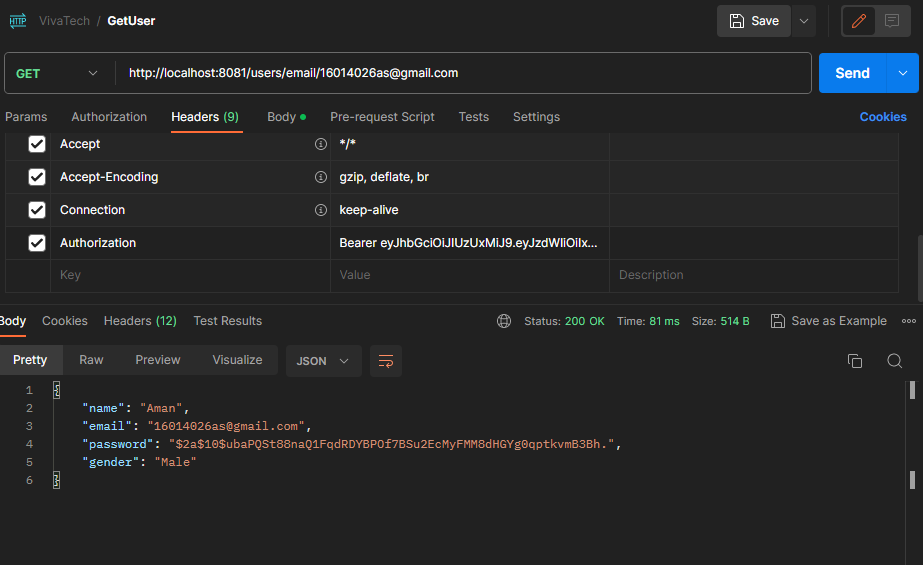 HTTP VivaTech / GetUser Save
GET http://localhost:8081/users/email/16014026as@gmail.com Send
Params Authorization Headers (9) Body Pre-request Script Tests Settings Cookies
Accept */*
Accept-Encoding gzip, deflate, br
Connection keep-alive
Authorization Bearer eyJhbGciOiJIUzUxMiJ9.eyJzdWIiOiIx...
Key Value Description
Body Cookies Headers (12) Test Results Status: 200 OK Time: 81 ms Size: 514 B Save as Example
Pretty Raw Preview Visualize JSON
1 {
2 "name": "Aman",
3 "email": "16014026as@gmail.com",
4 "password": "$2a$10$ubaPQSt88naQ1FqdRDYBPOf7BSu2EcMyFMM8dHGYg0qptkvmB3Bh.",
5 "gender": "Male"
6 }